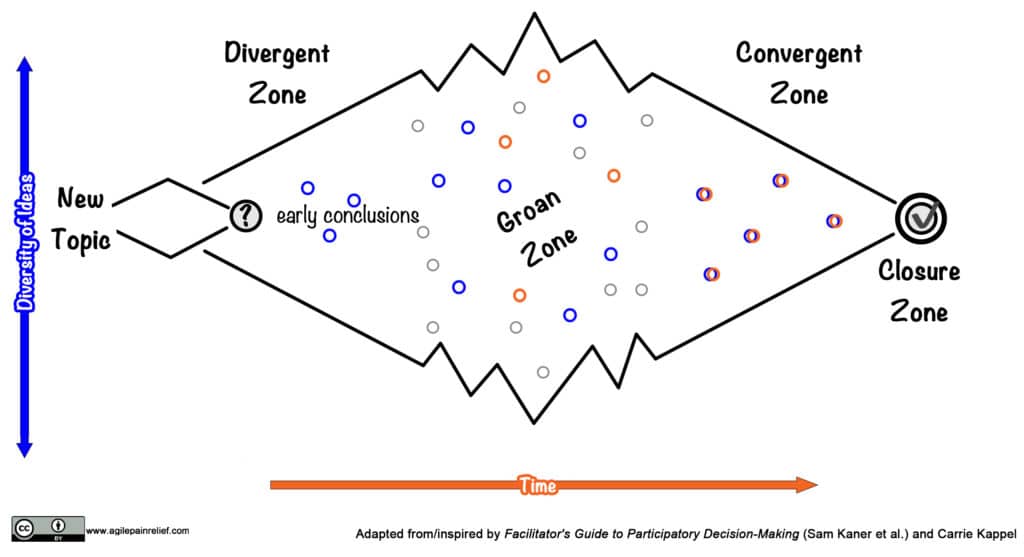 Divergent
Zone
Convergent
Zone
Diversity of Ideas
New
Topic
?
early conclusions
Groan
Zone
Closure
Zone
Time
cc
BY
www.agilepainrelief.com
Adapted from/inspired by Facilitator's Guide to Participatory Decision-Making (Sam Kaner et al.) and Carrie Kappel